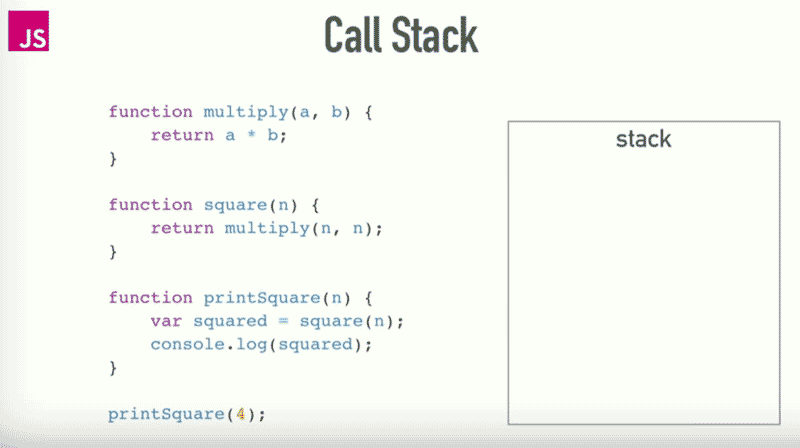 JS
Call Stack
function multiply(a, b) {
    return a * b;
}
stack
function square(n) {
    return multiply(n, n);
}
function printSquare(n) {
    var squared = square(n);
    console.log(squared);
}
printSquare(4);